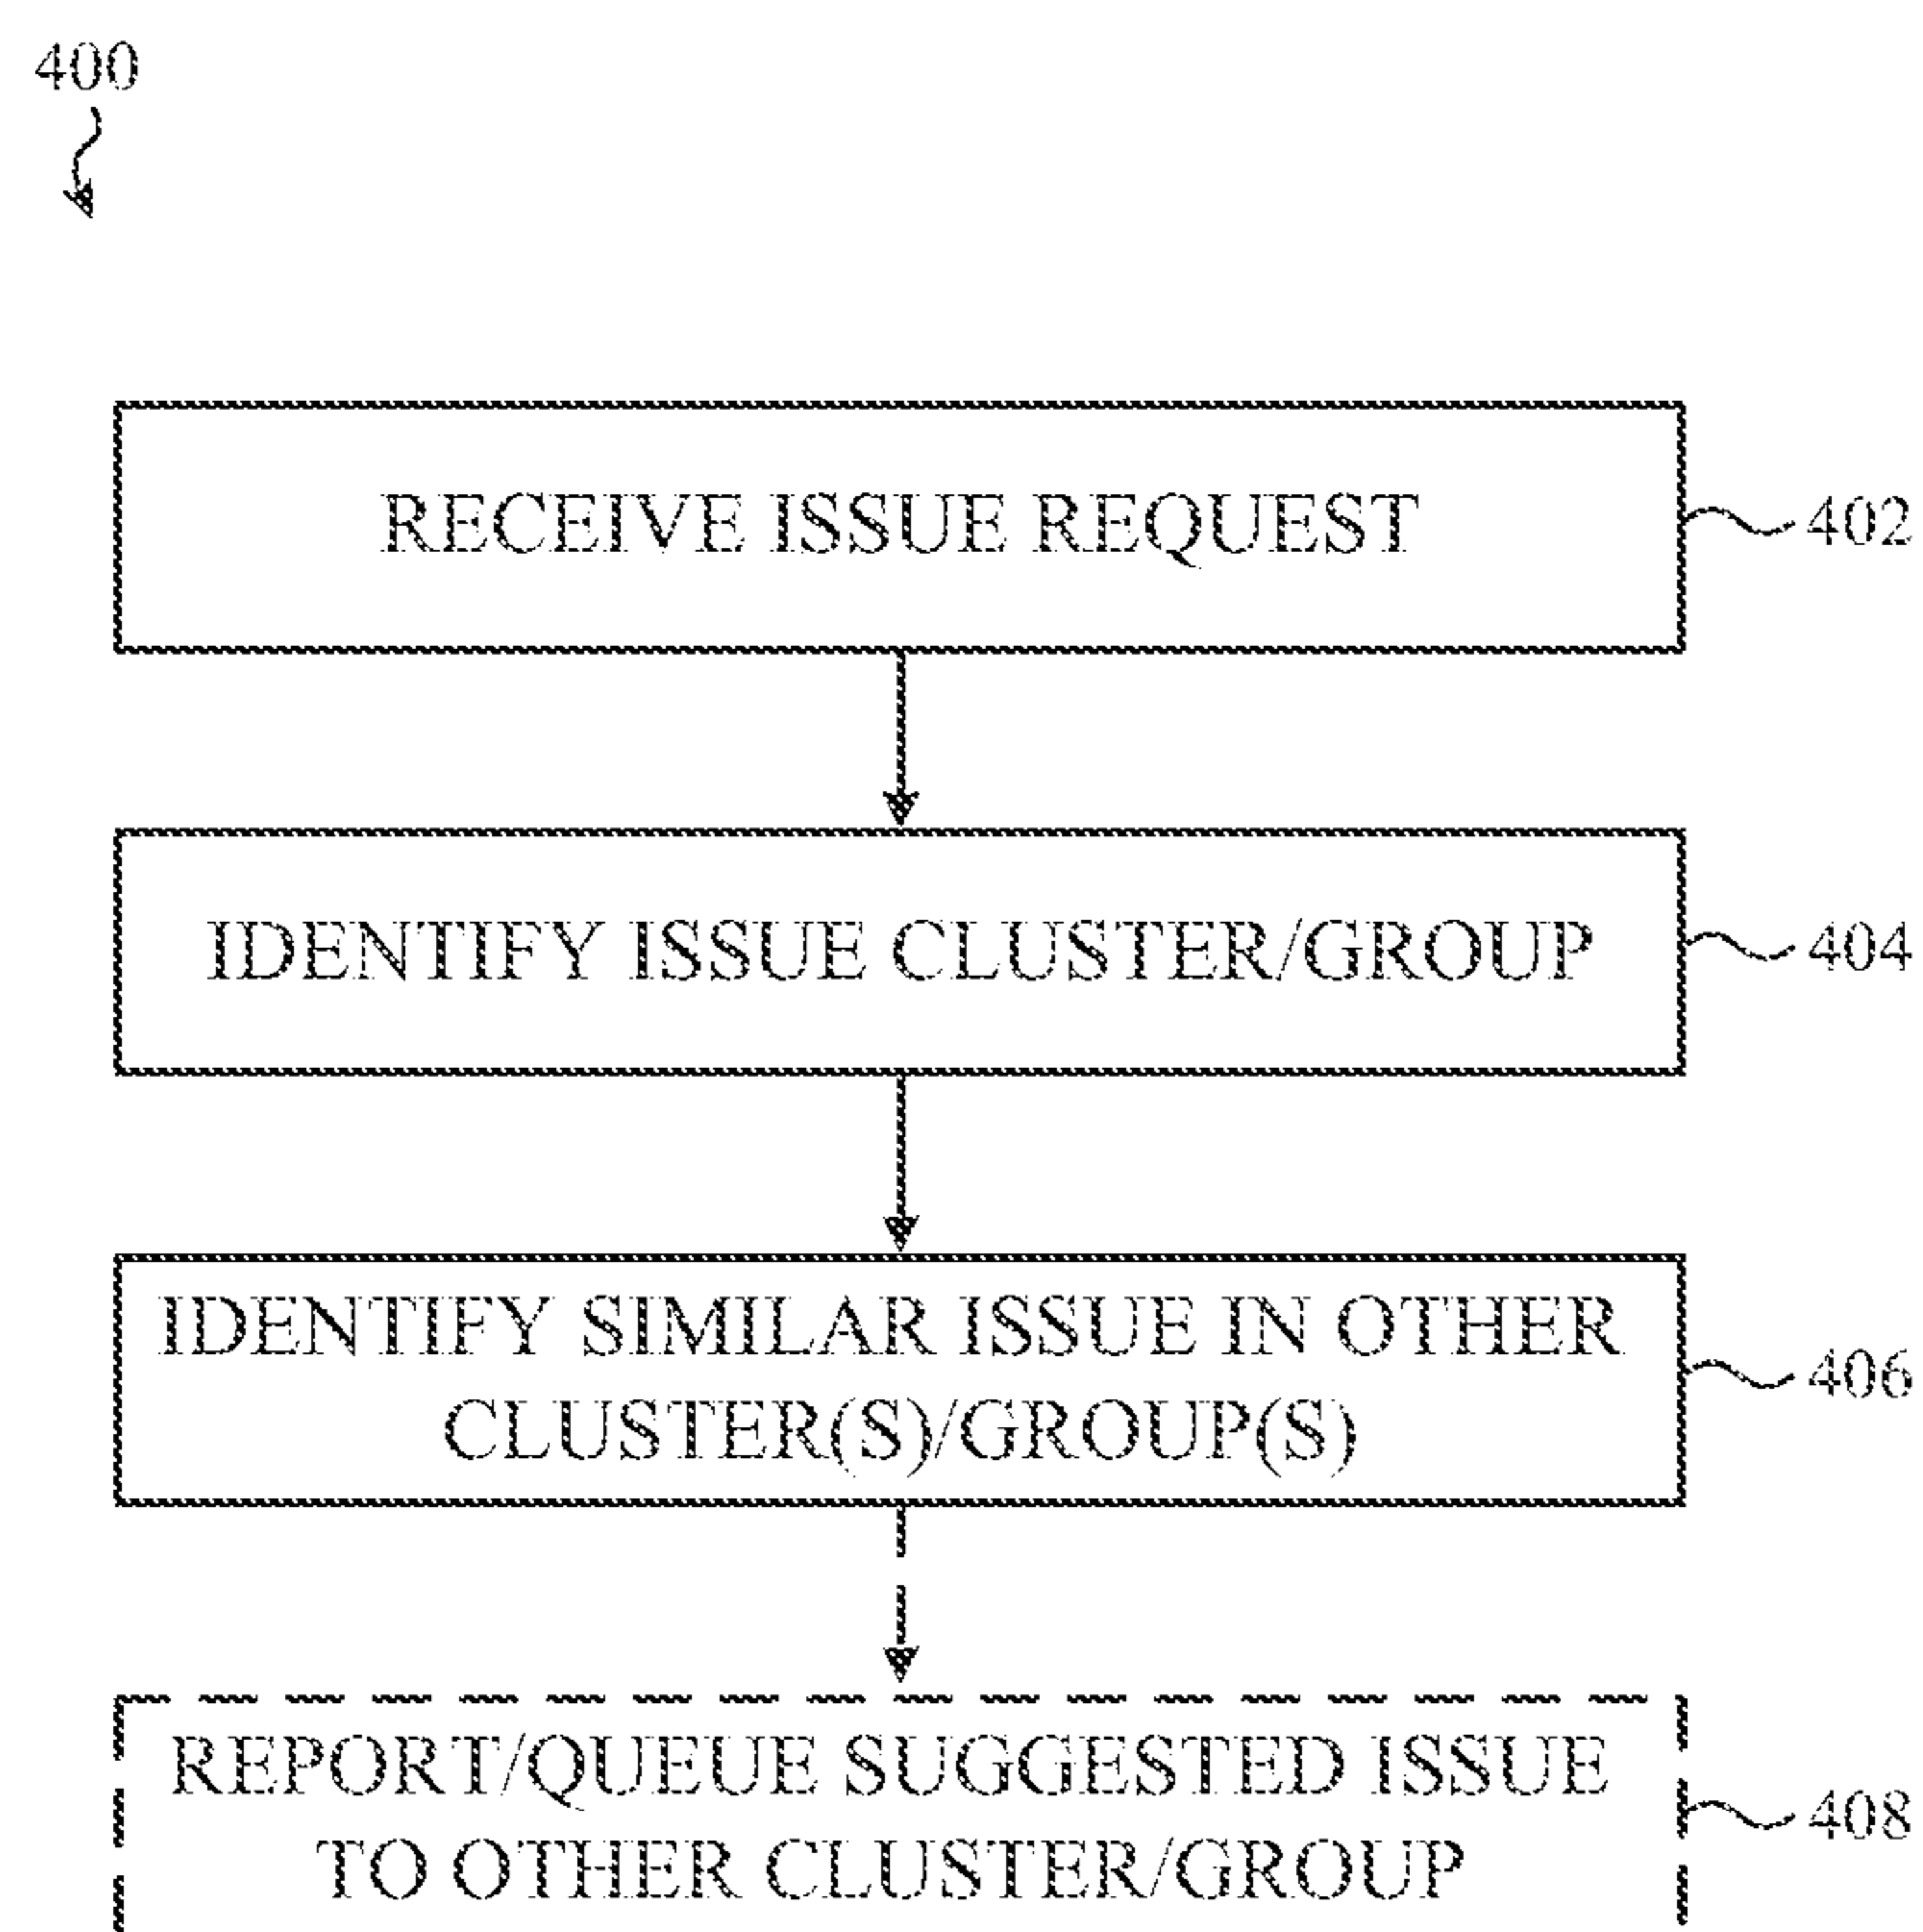 400
RECEIVE ISSUE REQUEST
402
IDENTIFY ISSUE CLUSTER/GROUP
404
IDENTIFY SIMILAR ISSUE IN OTHER
CLUSTER(S)/GROUP(S)
406
REPORT/QUEUE SUGGESTED ISSUE
TO OTHER CLUSTER/GROUP
408